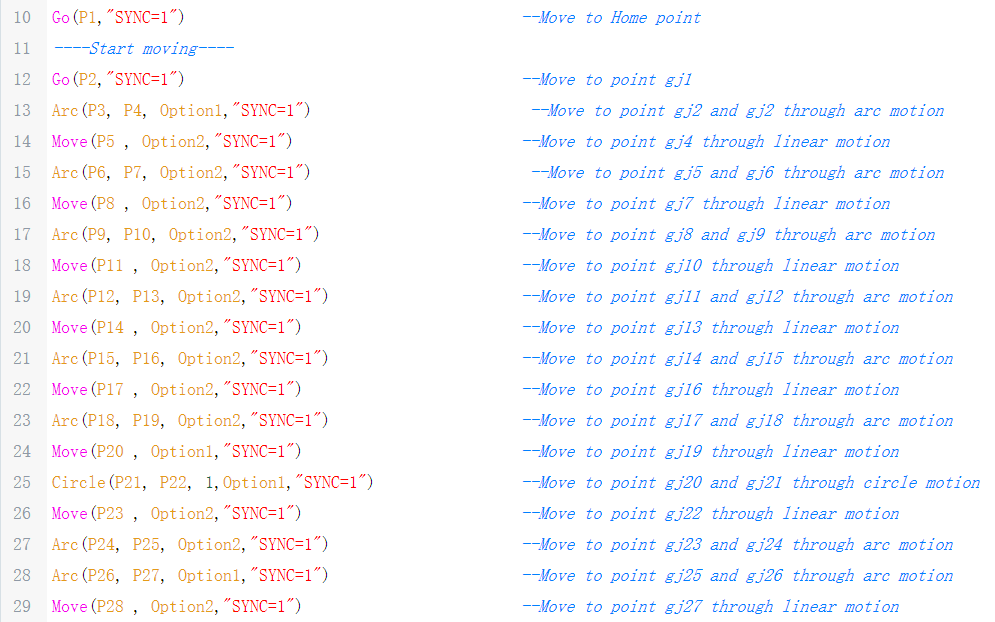 10 Go(P1,"SYNC=1") --Move to Home point
11 ----Start moving----
12 Go(P2,"SYNC=1") --Move to point gj1
13 Arc(P3, P4, Option1,"SYNC=1") --Move to point gj2 and gj2 through arc motion
14 Move(P5 , Option2,"SYNC=1") --Move to point gj4 through linear motion
15 Arc(P6, P7, Option2,"SYNC=1") --Move to point gj5 and gj6 through arc motion
16 Move(P8 , Option2,"SYNC=1") --Move to point gj7 through linear motion
17 Arc(P9, P10, Option2,"SYNC=1") --Move to point gj8 and gj9 through arc motion
18 Move(P11 , Option2,"SYNC=1") --Move to point gj10 through linear motion
19 Arc(P12, P13, Option2,"SYNC=1") --Move to point gj11 and gj12 through arc motion
20 Move(P14 , Option2,"SYNC=1") --Move to point gj13 through linear motion
21 Arc(P15, P16, Option2,"SYNC=1") --Move to point gj14 and gj15 through arc motion
22 Move(P17 , Option2,"SYNC=1") --Move to point gj16 through linear motion
23 Arc(P18, P19, Option2,"SYNC=1") --Move to point gj17 and gj18 through arc motion
24 Move(P20 , Option1,"SYNC=1") --Move to point gj19 through linear motion
25 Circle(P21, P22, 1,Option1,"SYNC=1") --Move to point gj20 and gj21 through circle motion
26 Move(P23 , Option2,"SYNC=1") --Move to point gj22 through linear motion
27 Arc(P24, P25, Option2,"SYNC=1") --Move to point gj23 and gj24 through arc motion
28 Arc(P26, P27, Option1,"SYNC=1") --Move to point gj25 and gj26 through arc motion
29 Move(P28 , Option2,"SYNC=1") --Move to point gj27 through linear motion